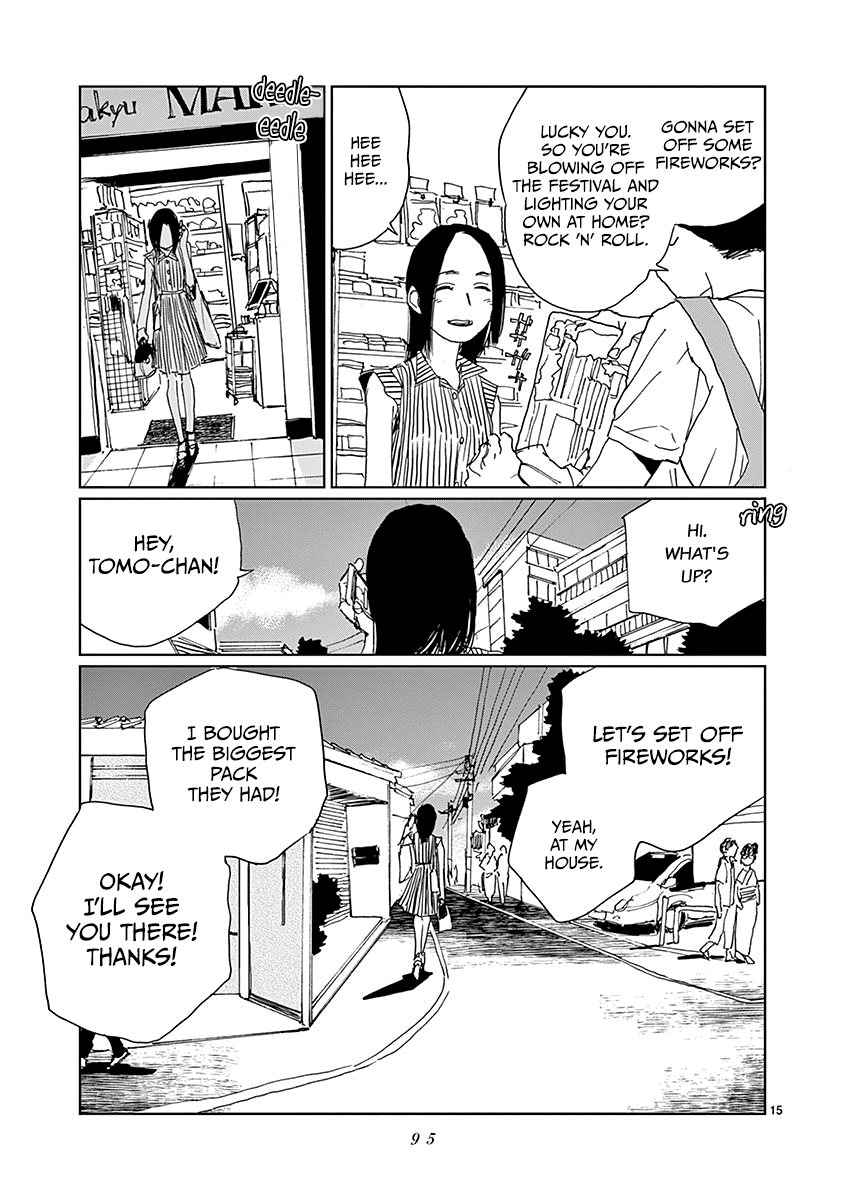 GONNA SET
OFF SOME
FIREWORKS?
LUCKY YOU.
SO YOU'RE
BLOWING OFF
THE FESTIVAL AND
LIGHTING YOUR
OWN AT HOME?
ROCK 'N' ROLL.
HEE
HEE
HEE...
akyu MAR
deedle-
eedle
ring
HI.
WHAT'S
UP?
HEY,
TOMO-CHAN!
LET'S SET OFF
FIREWORKS!
YEAH,
AT MY
HOUSE.
I BOUGHT
THE BIGGEST
PACK
THEY HAD!
OKAY!
I'LL SEE
YOU THERE!
THANKS!
15
95